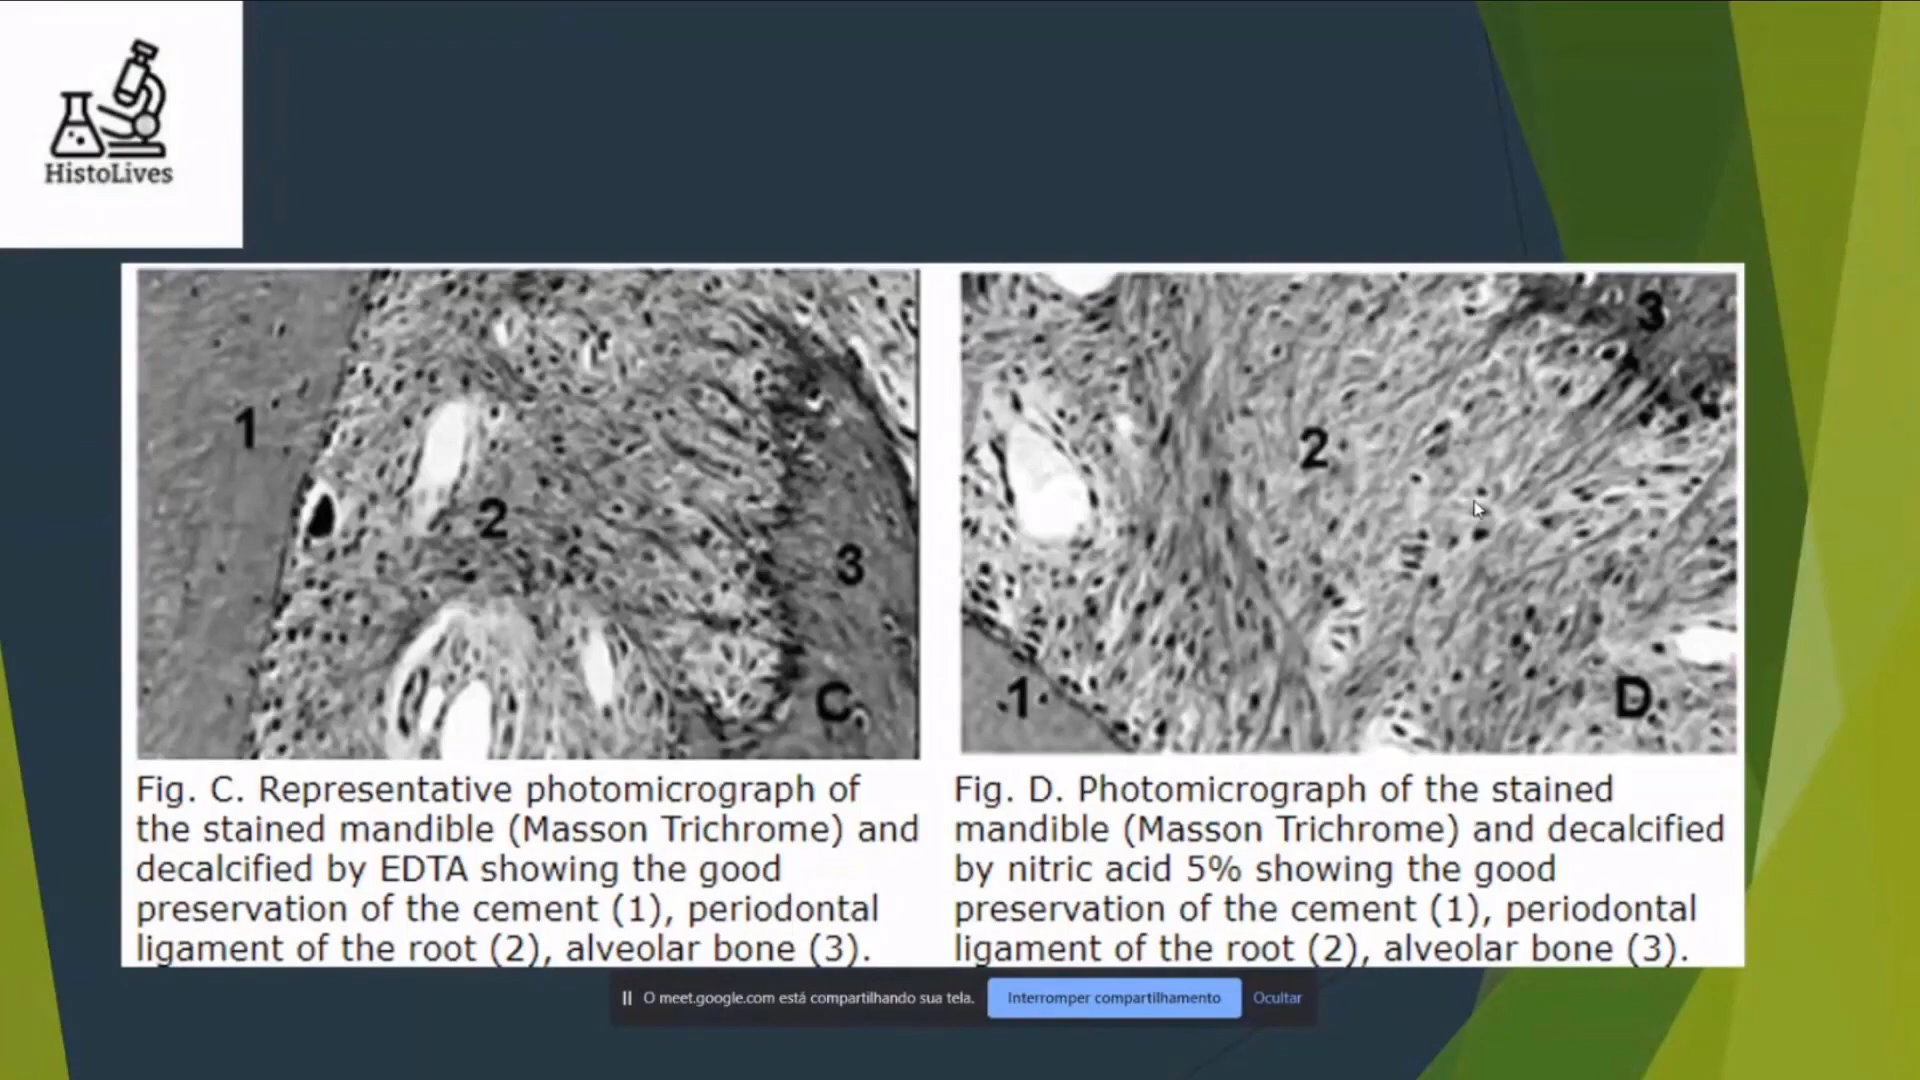 HistoLives
1
2
3
C
1
2
3
D
Fig. C. Representative photomicrograph of
the stained mandible (Masson Trichrome) and
decalcified by EDTA showing the good
preservation of the cement (1), periodontal
ligament of the root (2), alveolar bone (3).
Fig. D. Photomicrograph of the stained
mandible (Masson Trichrome) and decalcified
by nitric acid 5% showing the good
preservation of the cement (1), periodontal
ligament of the root (2), alveolar bone (3).
O meet.google.com está compartilhando sua tela.
Interromper compartilhamento
Ocultar